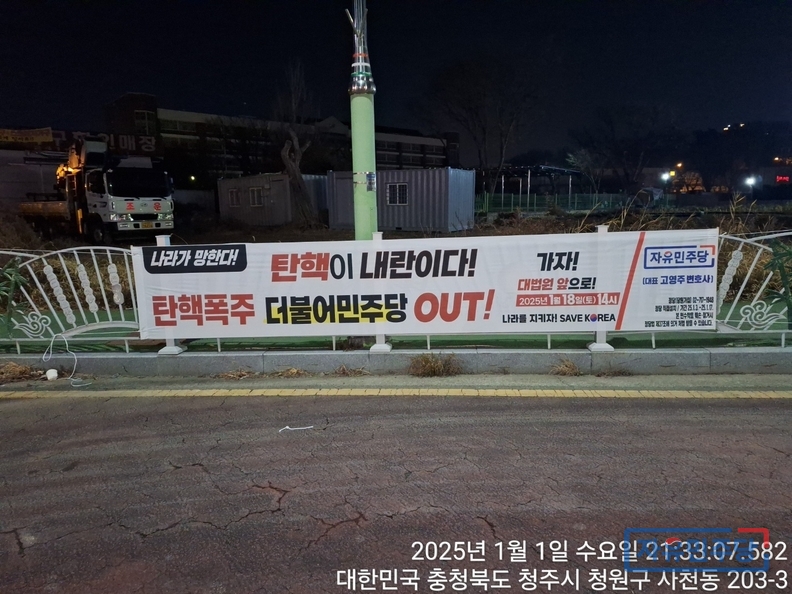 나라가 망한다!
탄핵이 내란이다!
탄핵폭주 더불어민주당 OUT!
가자!
대법원 앞으로!
2025년 1월 18일(토) 14시
나라를 지키자! SAVE KOREA
자유민주당
(대표 고영주 변호사)
2025년 1월 1일 수요일 21:33:07.582
대한민국 충청북도 청주시 청원구 사천동 203-3